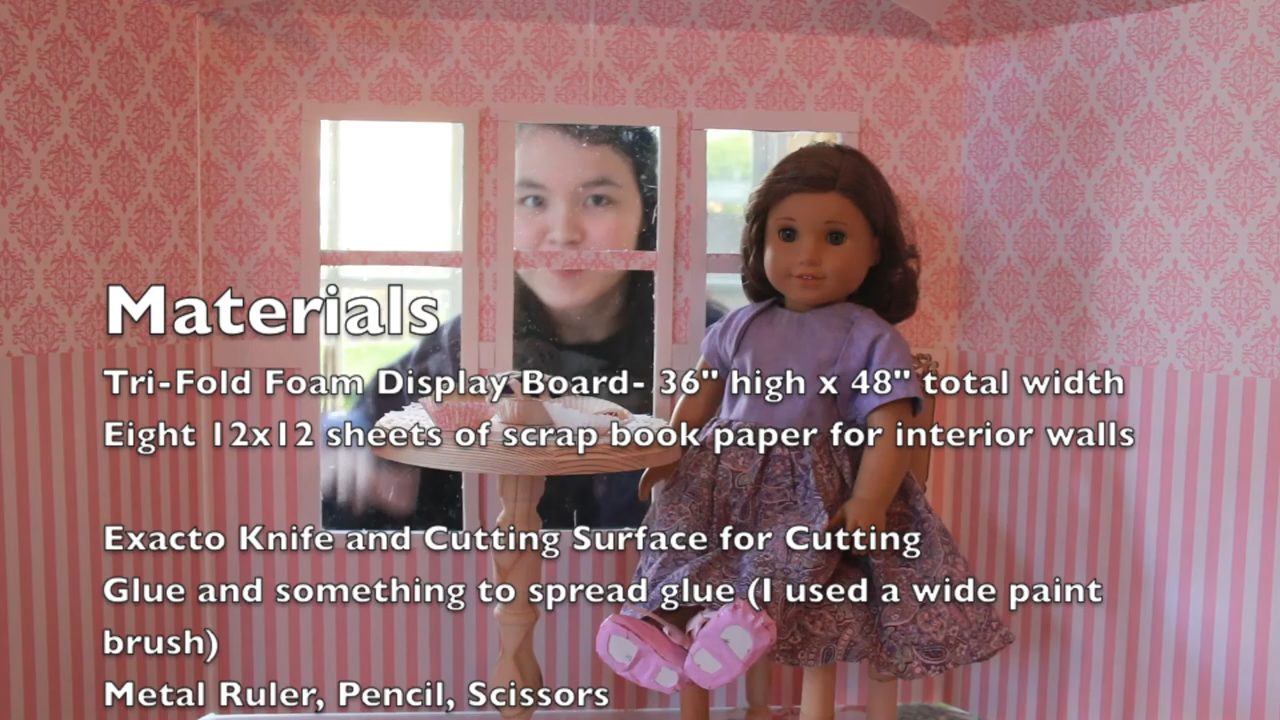 Materials
Tri-Fold Foam Display Board- 36" high x 48" total width
Eight 12x12 sheets of scrap book paper for interior walls
Exacto Knife and Cutting Surface for Cutting
Glue and something to spread glue (I used a wide paint
brush)
Metal Ruler, Pencil, Scissors